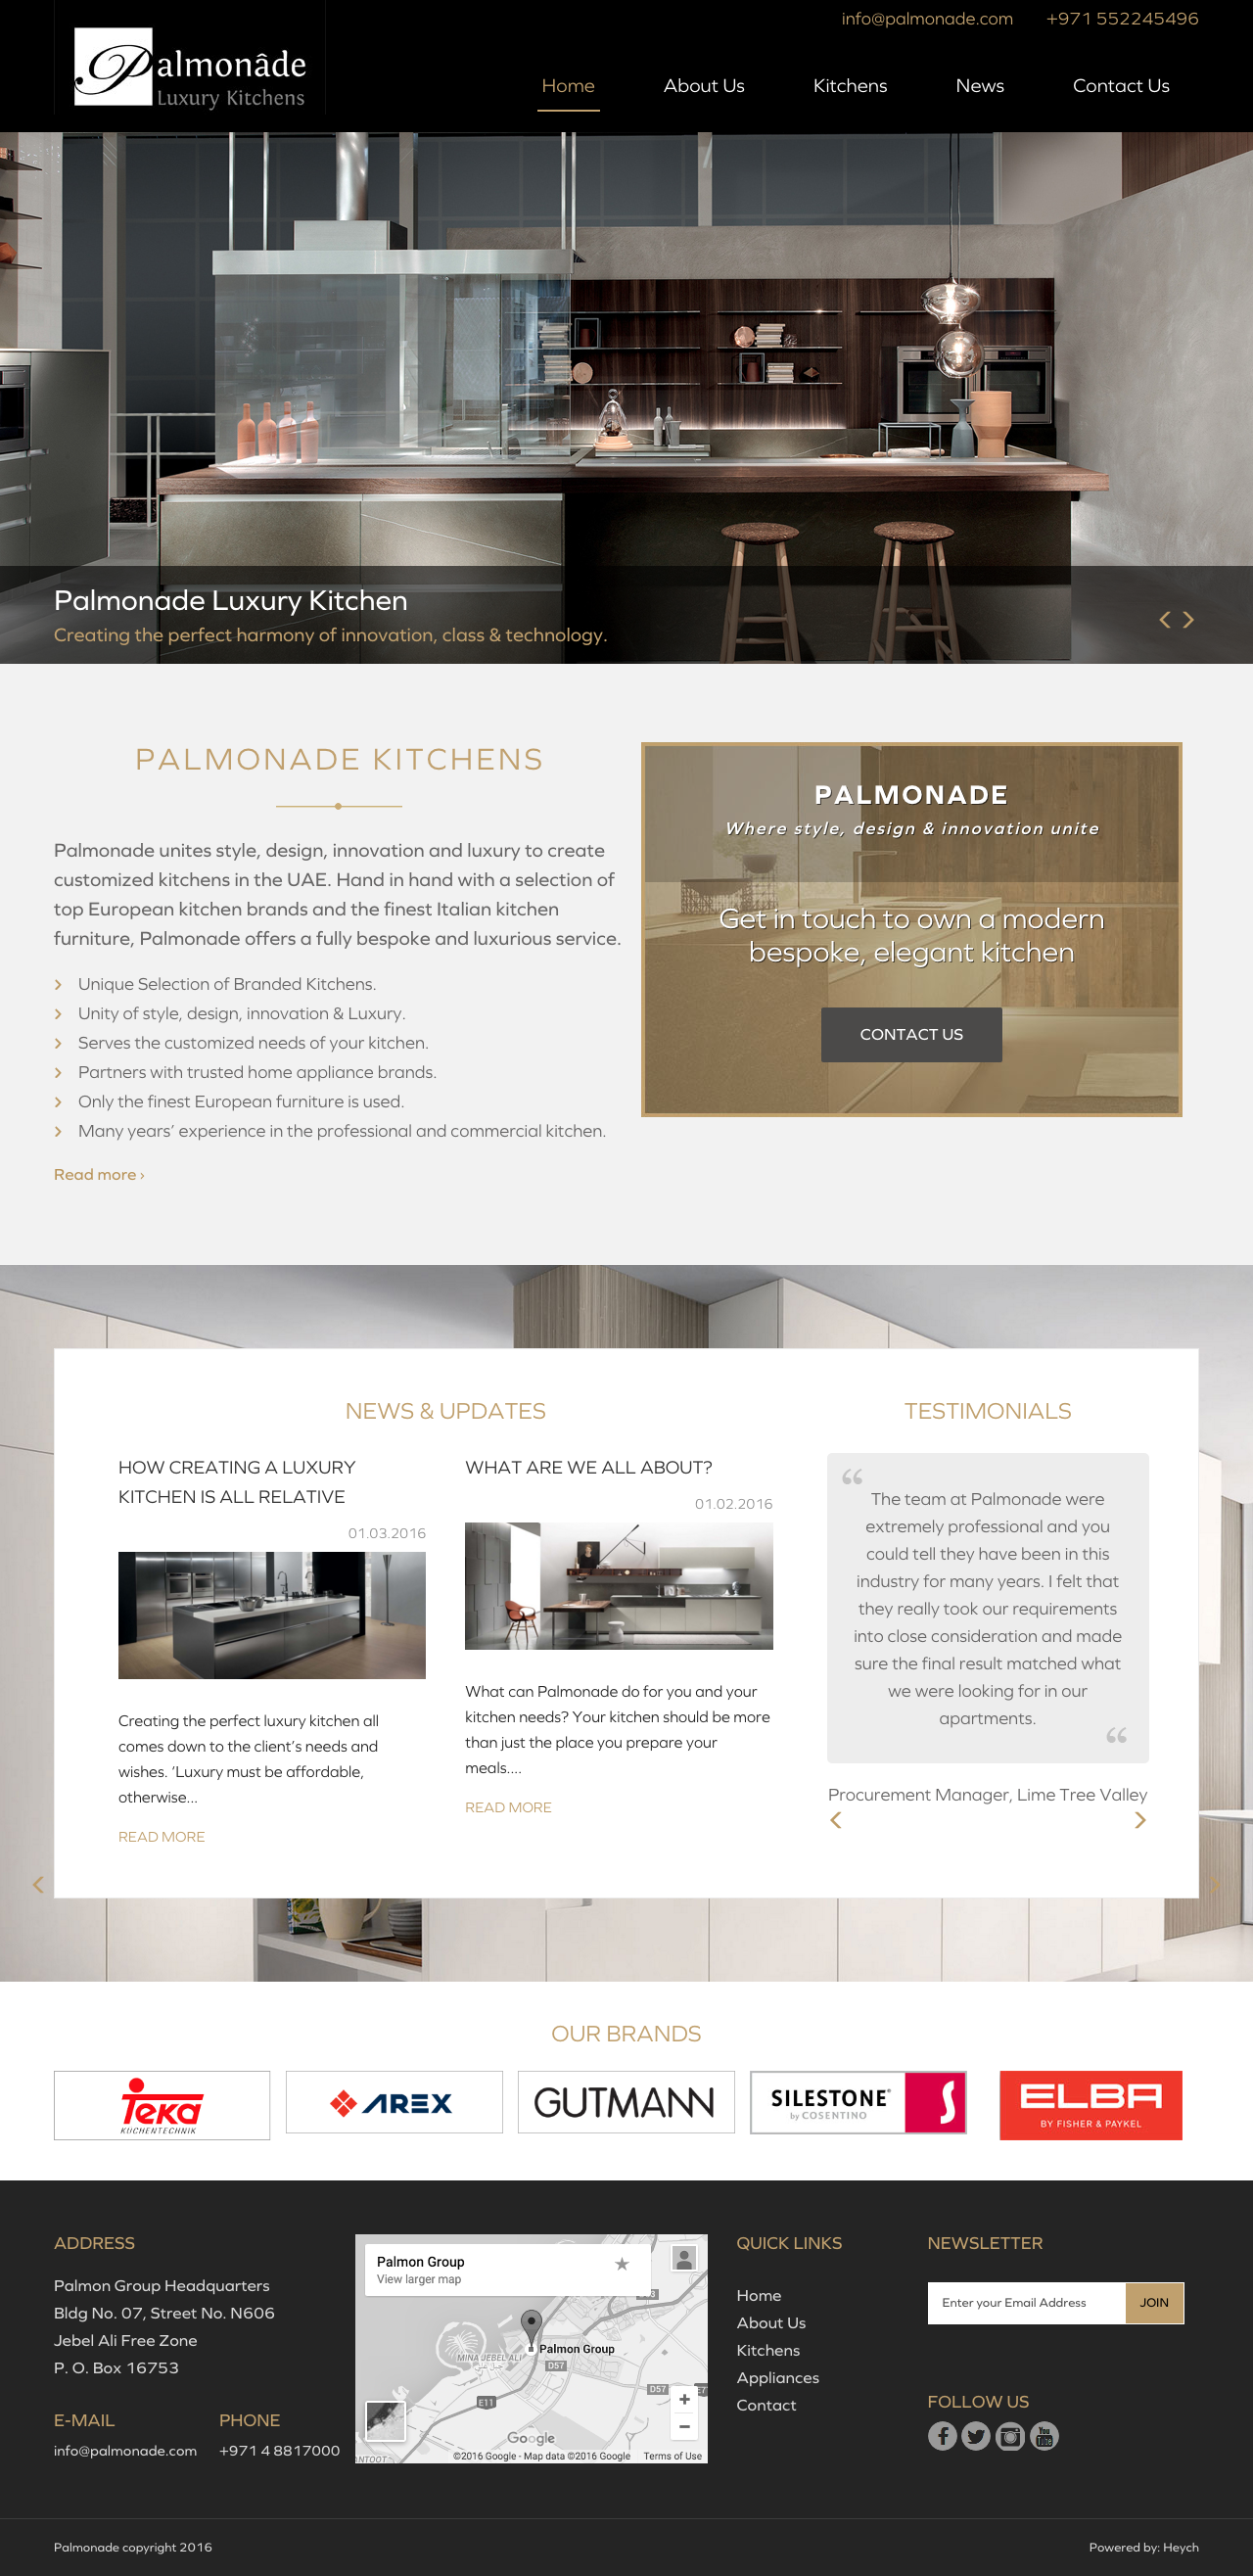 info@palmonade.com +971 552245496
Palmonâde
Luxury Kitchens
Home About Us Kitchens News Contact Us
Palmonade Luxury Kitchen
Creating the perfect harmony of innovation, class & technology.
PALMONADE KITCHENS
Palmonade unites style, design, innovation and luxury to create
customized kitchens in the UAE. Hand in hand with a selection of
top European kitchen brands and the finest Italian kitchen
furniture, Palmonade offers a fully bespoke and luxurious service.
Unique Selection of Branded Kitchens.
Unity of style, design, innovation & Luxury.
Serves the customized needs of your kitchen.
Partners with trusted home appliance brands.
Only the finest European furniture is used.
Many years’ experience in the professional and commercial kitchen.
Read more ›
PALMONADE
Where style, design & innovation unite
Get in touch to own a modern
bespoke, elegant kitchen
CONTACT US
NEWS & UPDATES
HOW CREATING A LUXURY
KITCHEN IS ALL RELATIVE
01.03.2016
Creating the perfect luxury kitchen all
comes down to the client’s needs and
wishes. ‘Luxury must be affordable,
otherwise...
READ MORE
WHAT ARE WE ALL ABOUT?
01.02.2016
What can Palmonade do for you and your
kitchen needs? Your kitchen should be more
than just the place you prepare your
meals....
READ MORE
TESTIMONIALS
“
The team at Palmonade were
extremely professional and you
could tell they have been in this
industry for many years. I felt that
they really took our requirements
into close consideration and made
sure the final result matched what
we were looking for in our
apartments.
“
Procurement Manager, Lime Tree Valley
OUR BRANDS
Teka
KÜCHENTECHNIK
AREX
GUTMANN
SILESTONE®
by COSENTINO
S
ELBA
BY FISHER & PAYKEL
ADDRESS
Palmon Group Headquarters
Bldg No. 07, Street No. N606
Jebel Ali Free Zone
P. O. Box 16753
E-MAIL
info@palmonade.com
PHONE
+971 4 8817000
Palmon Group
View larger map
Palmon Group
MINA JEBEL ALI
D57
D57
E11
Google
©2016 Google - Map data ©2016 Google Terms of Use
QUICK LINKS
Home
About Us
Kitchens
Appliances
Contact
NEWSLETTER
Enter your Email Address JOIN
FOLLOW US
You
Tube
Palmonade copyright 2016
Powered by: Heych